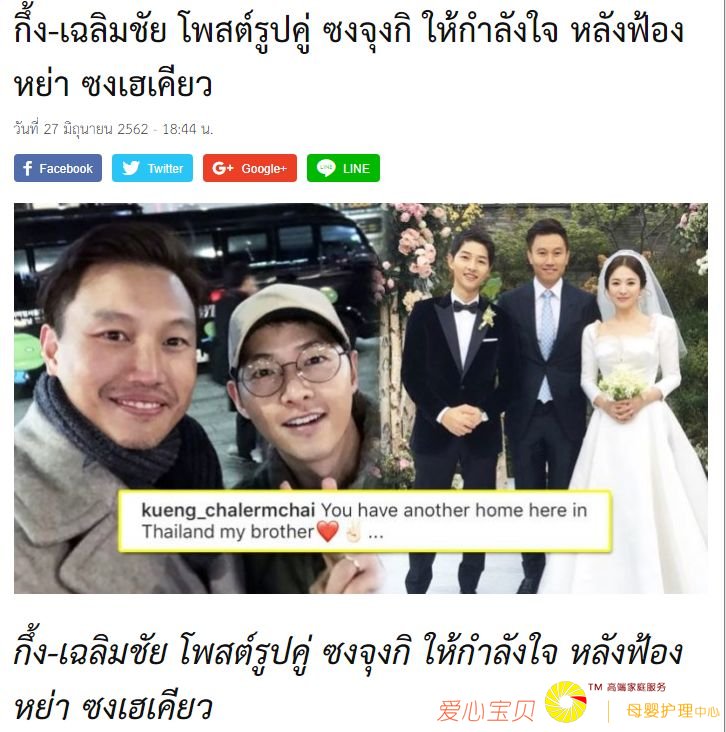 กึ้ง-เฉลิมชัย โพสต์รูปคู่ ซงจุงกิ ให้กำลังใจ หลังฟ้อง
หย่า ซงเฮเคียว
วันที่ 27 มิถุนายน 2562 - 18:44 น.
Facebook
Twitter
G+ Google+
LINE LINE
kueng_chalermchai You have another home here in
Thailand my brother❤️✌🏻...
กึ้ง-เฉลิมชัย โพสต์รูปคู่ ซงจุงกิ ให้กำลังใจ หลังฟ้อง
หย่า ซงเฮเคียว
爱心宝贝
TM 高端家庭服务
母婴护理中心